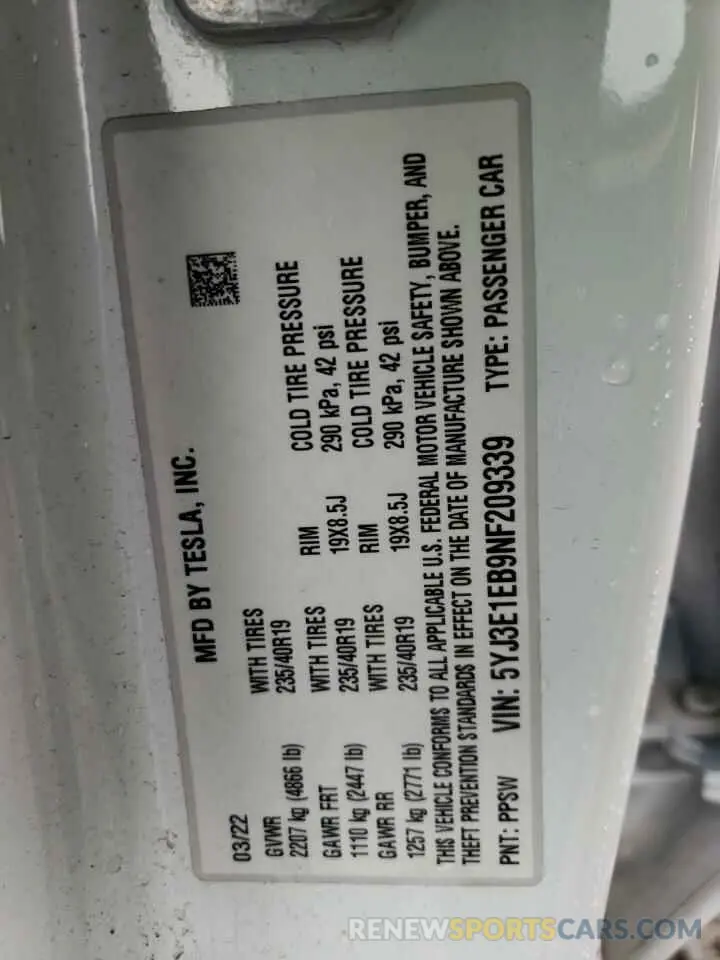 MFD BY TESLA, INC.
03/22
GVWR WITH TIRES RIM COLD TIRE PRESSURE
2207 kg (4866 lb) 235/40R19 19X8.5J 290 kPa, 42 psi
GAWR FRT WITH TIRES RIM COLD TIRE PRESSURE
1110 kg (2447 lb) 235/40R19 19X8.5J 290 kPa, 42 psi
GAWR RR WITH TIRES
1257 kg (2771 lb) 235/40R19
THIS VEHICLE CONFORMS TO ALL APPLICABLE U.S. FEDERAL MOTOR VEHICLE SAFETY, BUMPER, AND
THEFT PREVENTION STANDARDS IN EFFECT ON THE DATE OF MANUFACTURE SHOWN ABOVE.
PNT: PPSW VIN: 5YJ3E1EB9NF209339 TYPE: PASSENGER CAR
RENEWSPORTSCARS.COM